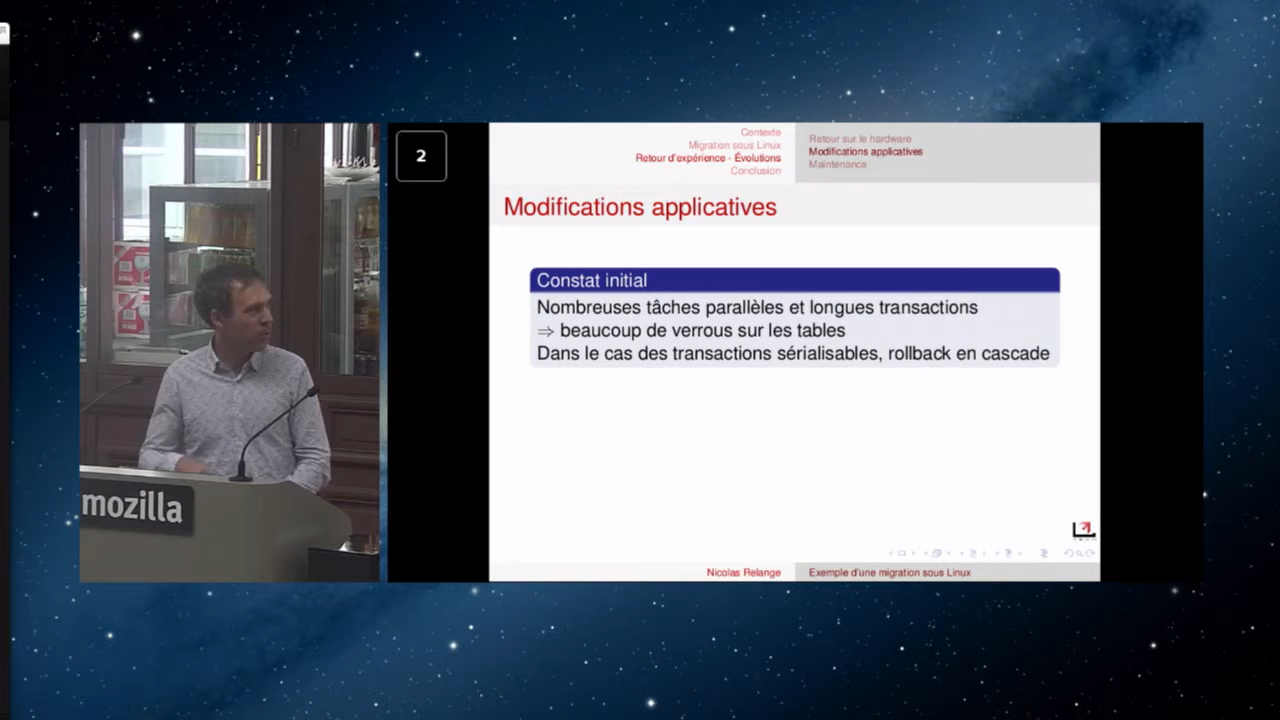 mozilla
2
Contexte
Migration sous Linux
Retour d'expérience - Évolutions
Conclusion
Retour sur le hardware
Modifications applicatives
Maintenance
Modifications applicatives
Constat initial
Nombreuses tâches parallèles et longues transactions
⇒ beaucoup de verrous sur les tables
Dans le cas des transactions sérialisables, rollback en cascade
Nicolas Relange
Exemple d'une migration sous Linux